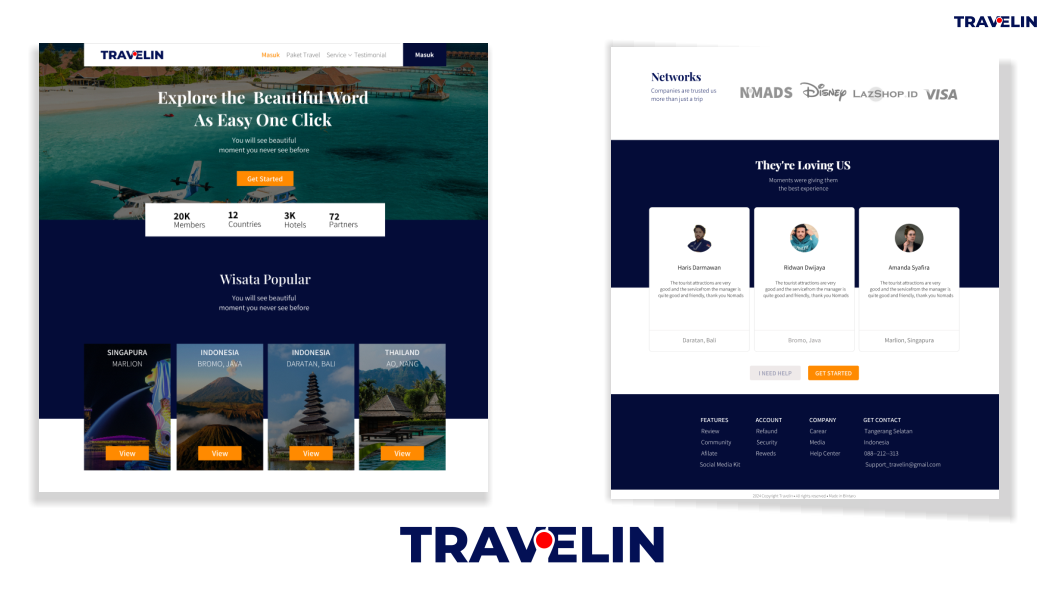 TRAVELIN
TRAVELIN
Masuk Paket Travel Service Testimonial
Masuk
Explore the Beautiful Word
As Easy One Click
You will see beautiful
moment you never see before
Get Started
20K
Members
12
Countries
3K
Hotels
72
Partners
Wisata Popular
You will see beautiful
moment you never see before
SINGAPURA
MARLION
View
INDONESIA
BROMO, JAVA
View
INDONESIA
DARATAN, BALI
View
THAILAND
AO, NANG
View
Networks
Companies are trusted us
more than just a trip
NOMADS
Disney
LAZSHOP.ID
VISA
They're Loving US
Moments were giving them
the best experience
Haris Darmawan
The tourist attractions are very
good and the servicefrom the manager is
quite good and friendly, thank you Nomads
Daratan, Bali
Ridwan Dwijaya
The tourist attractions are very
good and the servicefrom the manager is
quite good and friendly, thank you Nomads
Bromo, Java
Amanda Syafira
The tourist attractions are very
good and the servicefrom the manager is
quite good and friendly, thank you Nomads
Marlion, Singapura
I NEED HELP
GET STARTED
FEATURES
Review
Community
Afilate
Social Media Kit
ACCOUNT
Refaund
Security
Reweds
COMPANY
Carear
Media
Help Center
GET CONTACT
Tangerang Selatan
Indonesia
088-212-313
Support_travelin@gmail.com
Copyright Travelin • All rights reserved • Made in
TRAVELIN